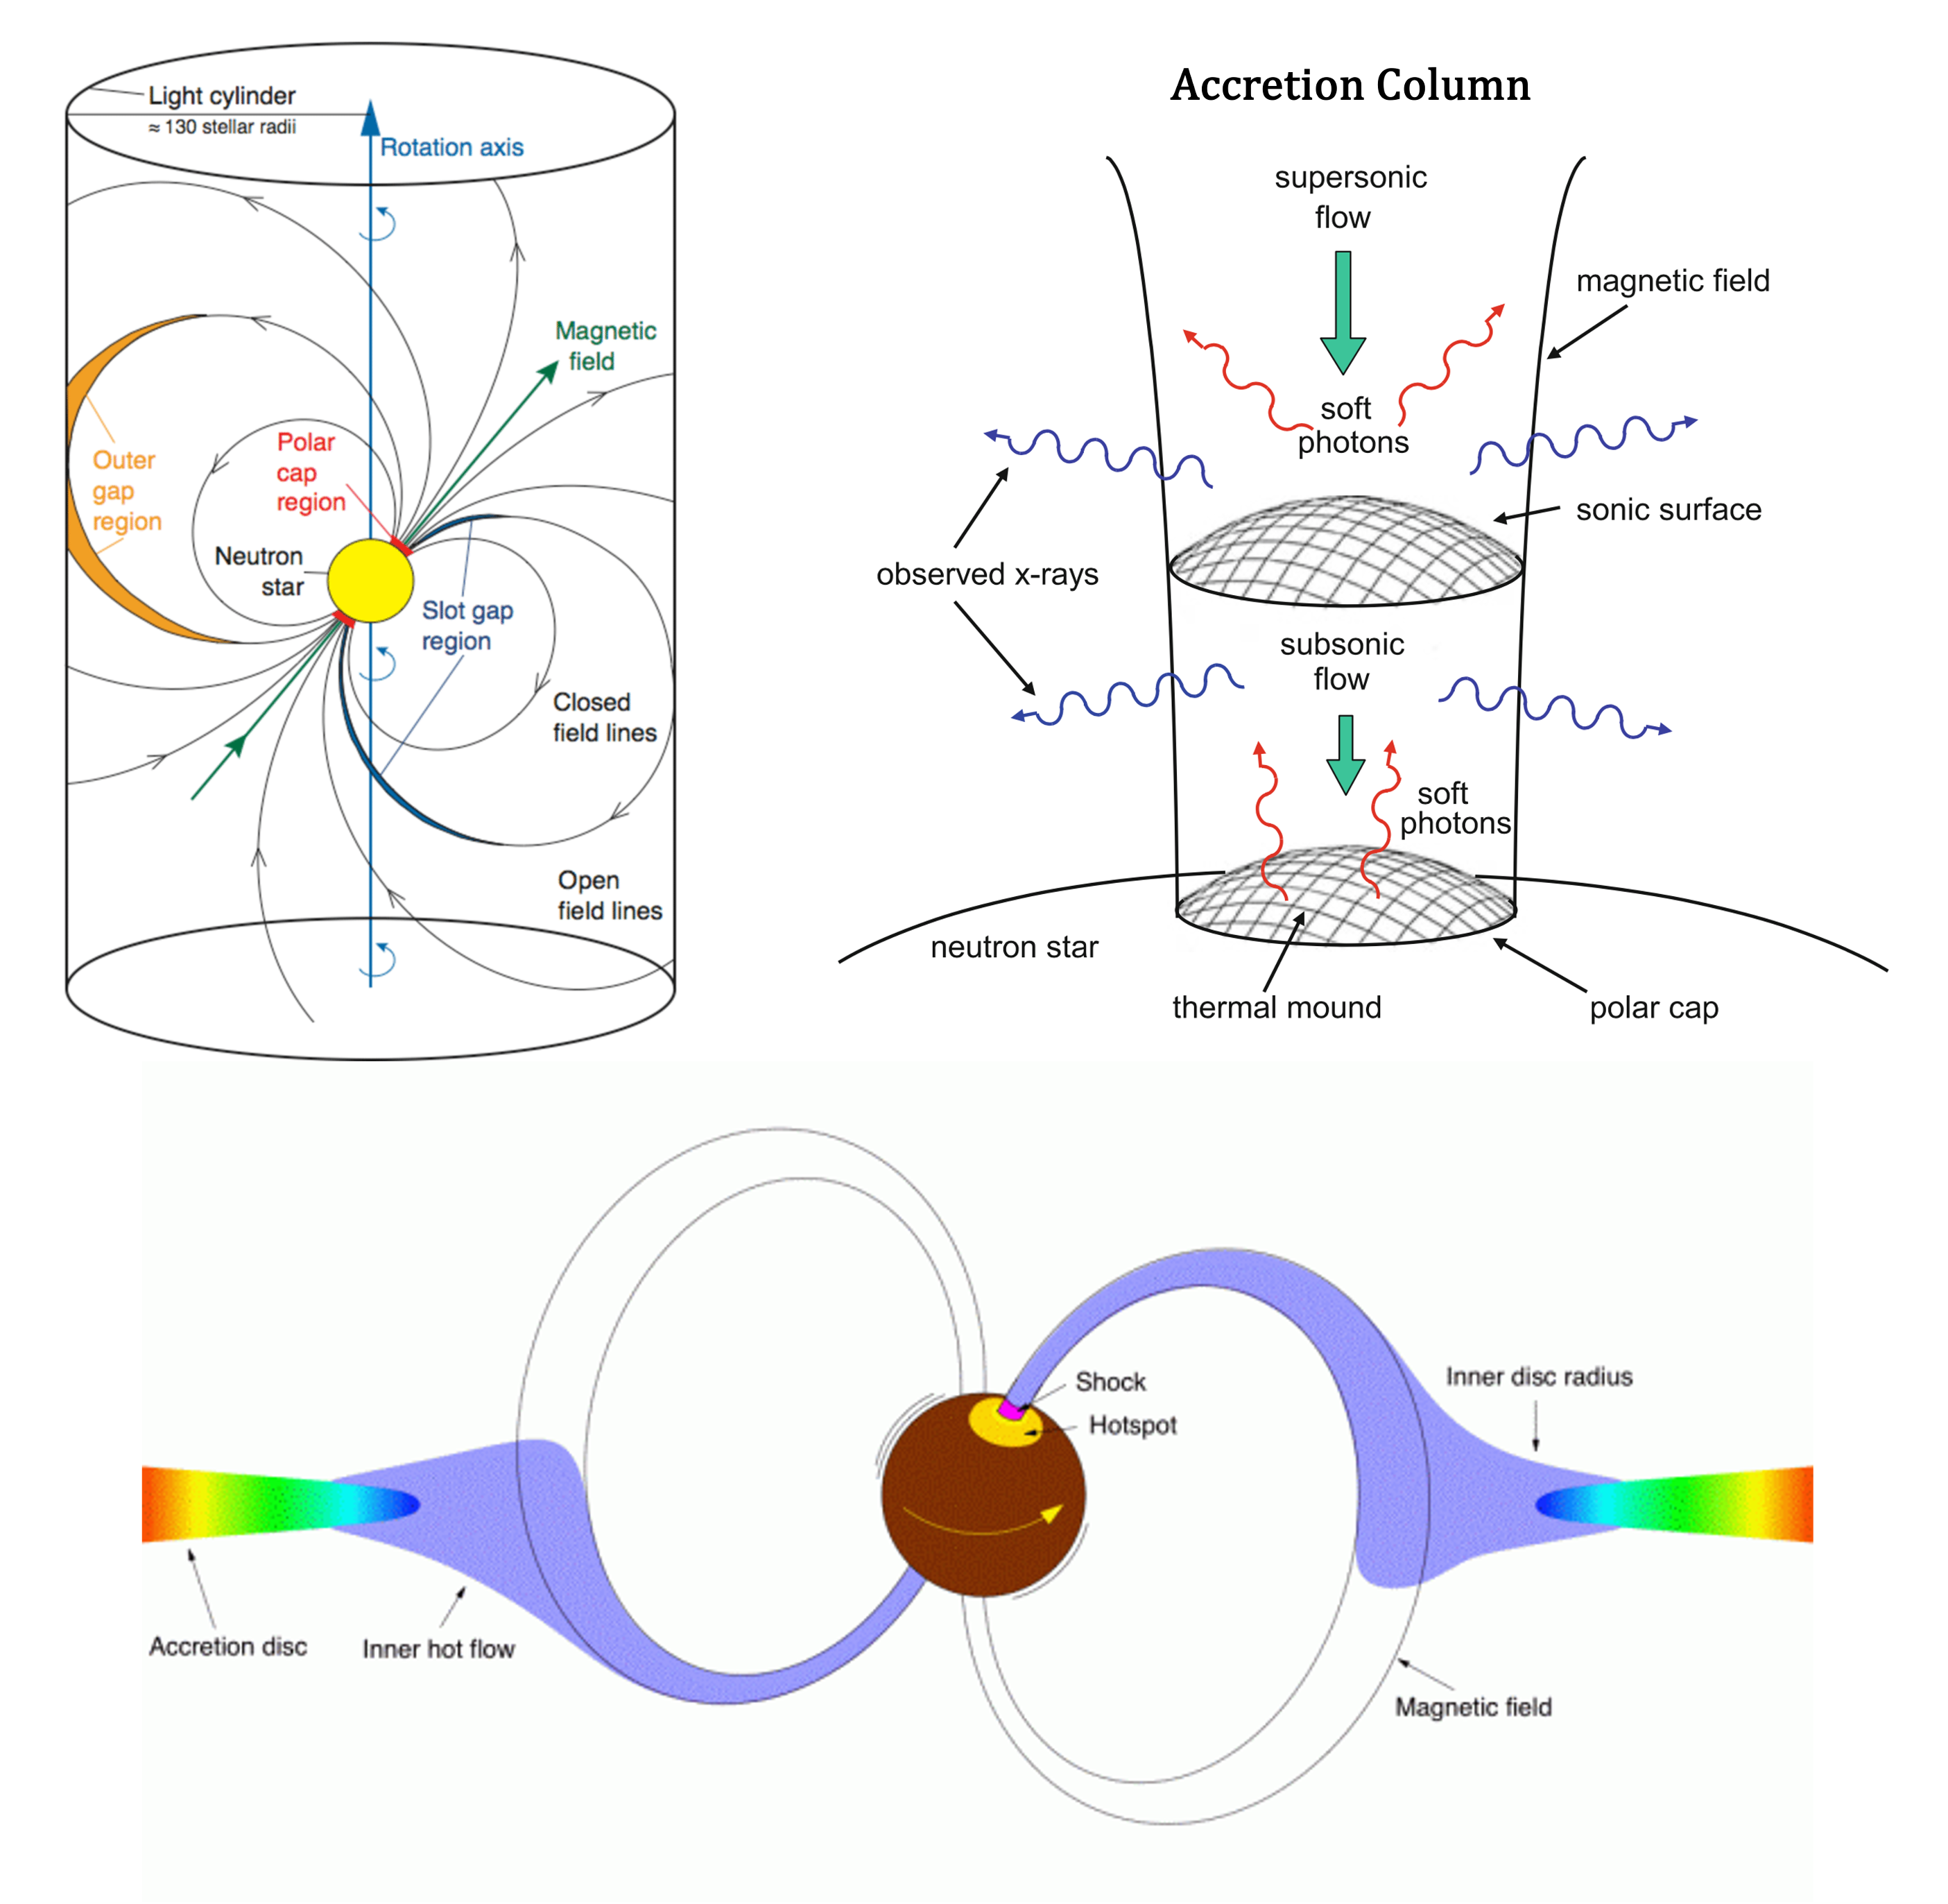 Light cylinder
≈ 130 stellar radii
Rotation axis
Magnetic
field
Polar
cap
region
Outer
gap
region
Neutron
star
Slot gap
region
Closed
field lines
Open
field lines
Accretion Column
supersonic
flow
magnetic field
soft
photons
sonic surface
observed x-rays
subsonic
flow
soft
photons
neutron star
thermal mound
polar cap
Shock
Hotspot
Inner disc radius
Accretion disc
Inner hot flow
Magnetic field